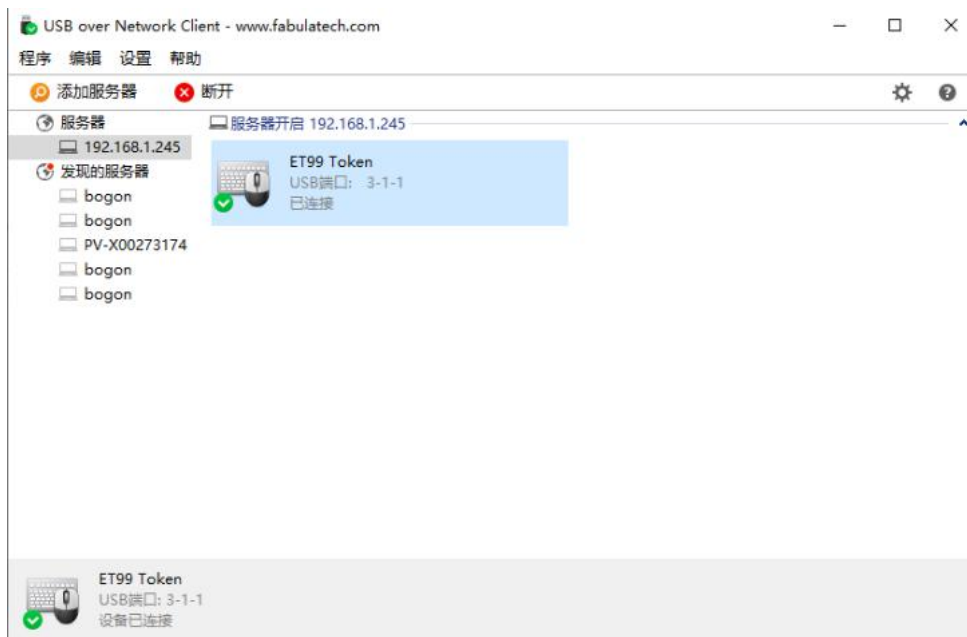 USB over Network Client - www.fabulatech.com
程序 编辑 设置 帮助
添加服务器 断开
服务器
192.168.1.245
发现的服务器
bogon
bogon
PV-X00273174
bogon
bogon
服务器开启 192.168.1.245
ET99 Token
USB端口: 3-1-1
已连接
ET99 Token
USB端口: 3-1-1
设备已连接